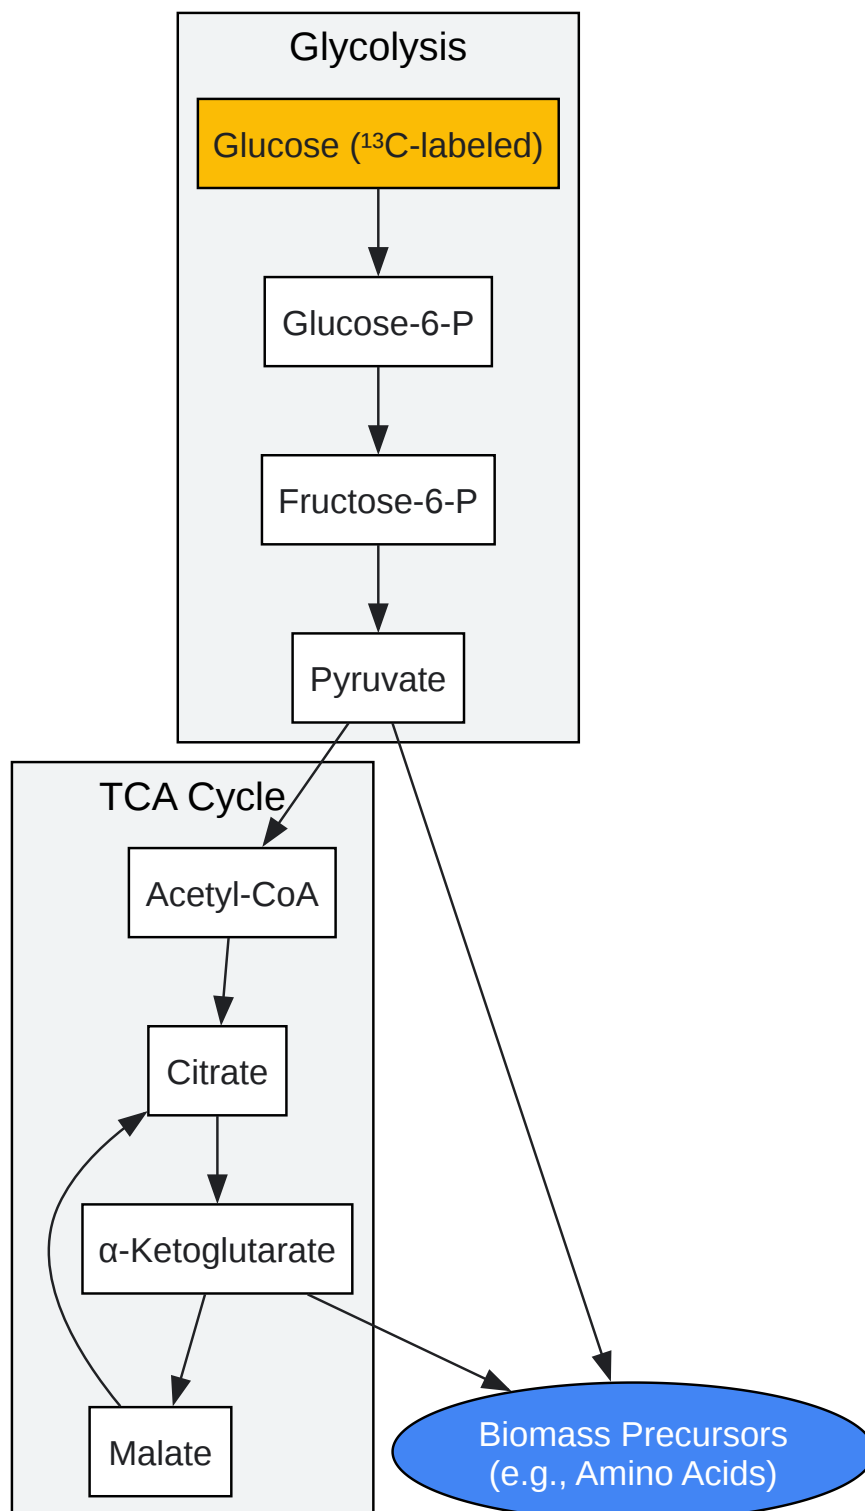 Glycolysis
Glucose (¹³C-labeled)
Glucose-6-P
Fructose-6-P
Pyruvate
TCA Cycle
Acetyl-CoA
Citrate
α-Ketoglutarate
Malate
Biomass Precursors
(e.g., Amino Acids)